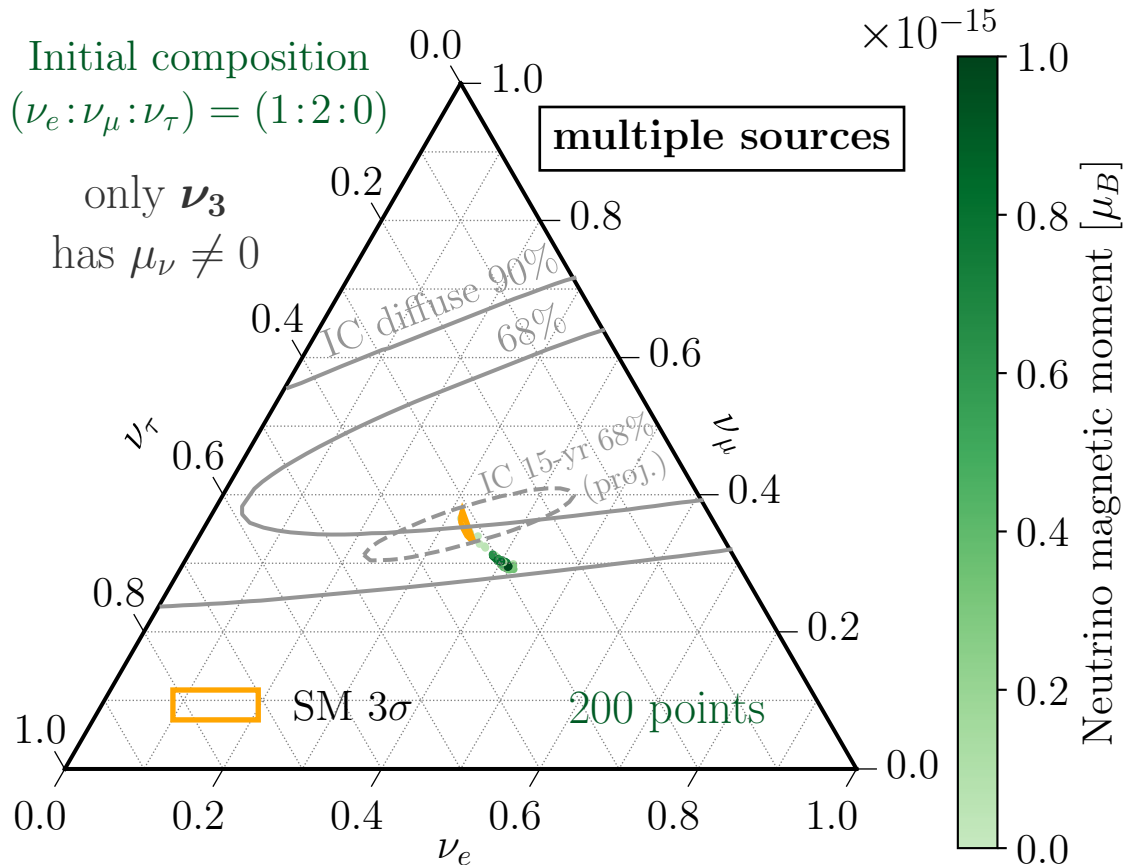 Initial composition
(νₑ:ν_μ:ν_τ) = (1:2:0)
only ν₃
has μ_ν ≠ 0
multiple sources
×10⁻¹⁵
0.0
0.2
0.4
0.6
0.8
1.0
ν_τ
1.0
0.8
0.6
0.4
0.2
0.0
ν_μ
IC diffuse 90%
68%
IC 15-yr 68%
(proj.)
SM 3σ
200 points
0.0
0.2
0.4
0.6
0.8
1.0
νₑ
1.0
0.8
0.6
0.4
0.2
0.0
Neutrino magnetic moment [μ_B]